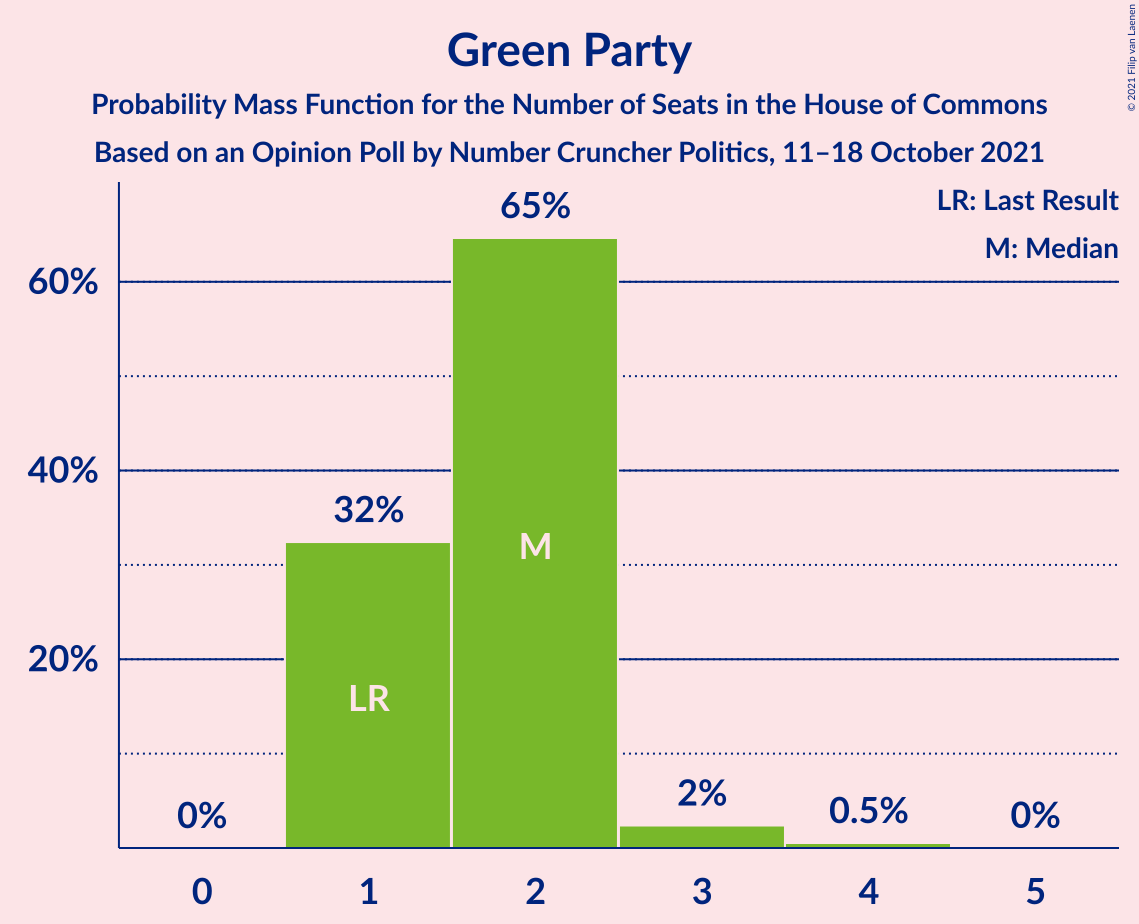 Green Party
Probability Mass Function for the Number of Seats in the House of Commons
Based on an Opinion Poll by Number Cruncher Politics, 11–18 October 2021
© 2021 Filip van Laenen
LR: Last Result
M: Median
65%
60%
40%
32%
M
20%
LR
0%
2%
0.5%
0%
0
1
2
3
4
5